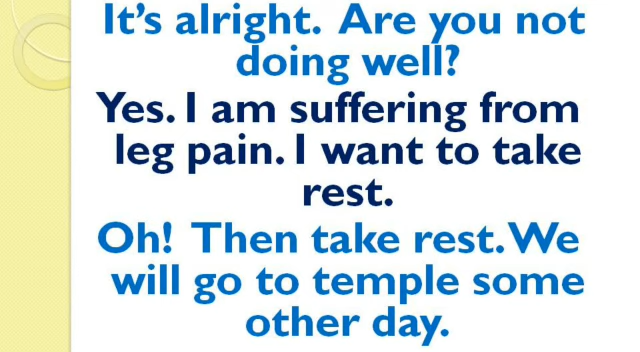 It's alright.  Are you not
doing well?
Yes. I am suffering from
leg pain. I want to take
rest.
Oh!  Then take rest. We
will go to temple some
other day.